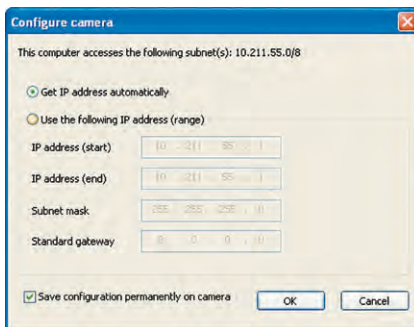 Configure camera
This computer accesses the following subnet(s): 10.211.55.0/8
Get IP address automatically
Use the following IP address (range)
IP address (start) 10 . 211 . 55 . 1
IP address (end) 10 . 211 . 55 . 1
Subnet mask 255 . 255 . 255 . 0
Standard gateway 0 . 0 . 0 . 0
Save configuration permanently on camera OK Cancel